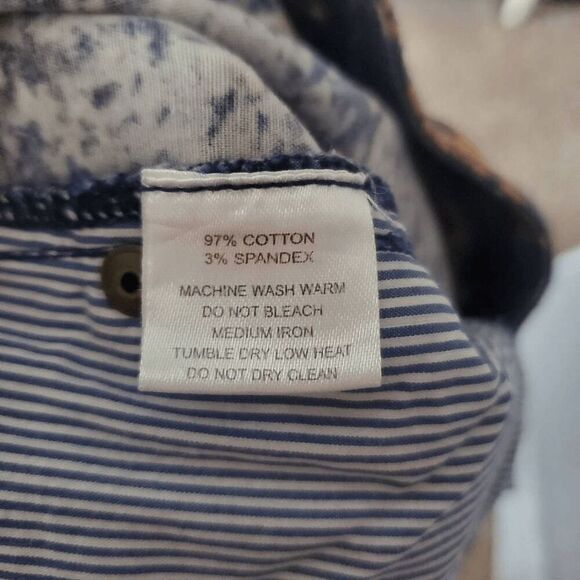 97% COTTON
3% SPANDEX
MACHINE WASH WARM
DO NOT BLEACH
MEDIUM IRON
TUMBLE DRY LOW HEAT
DO NOT DRY CLEAN